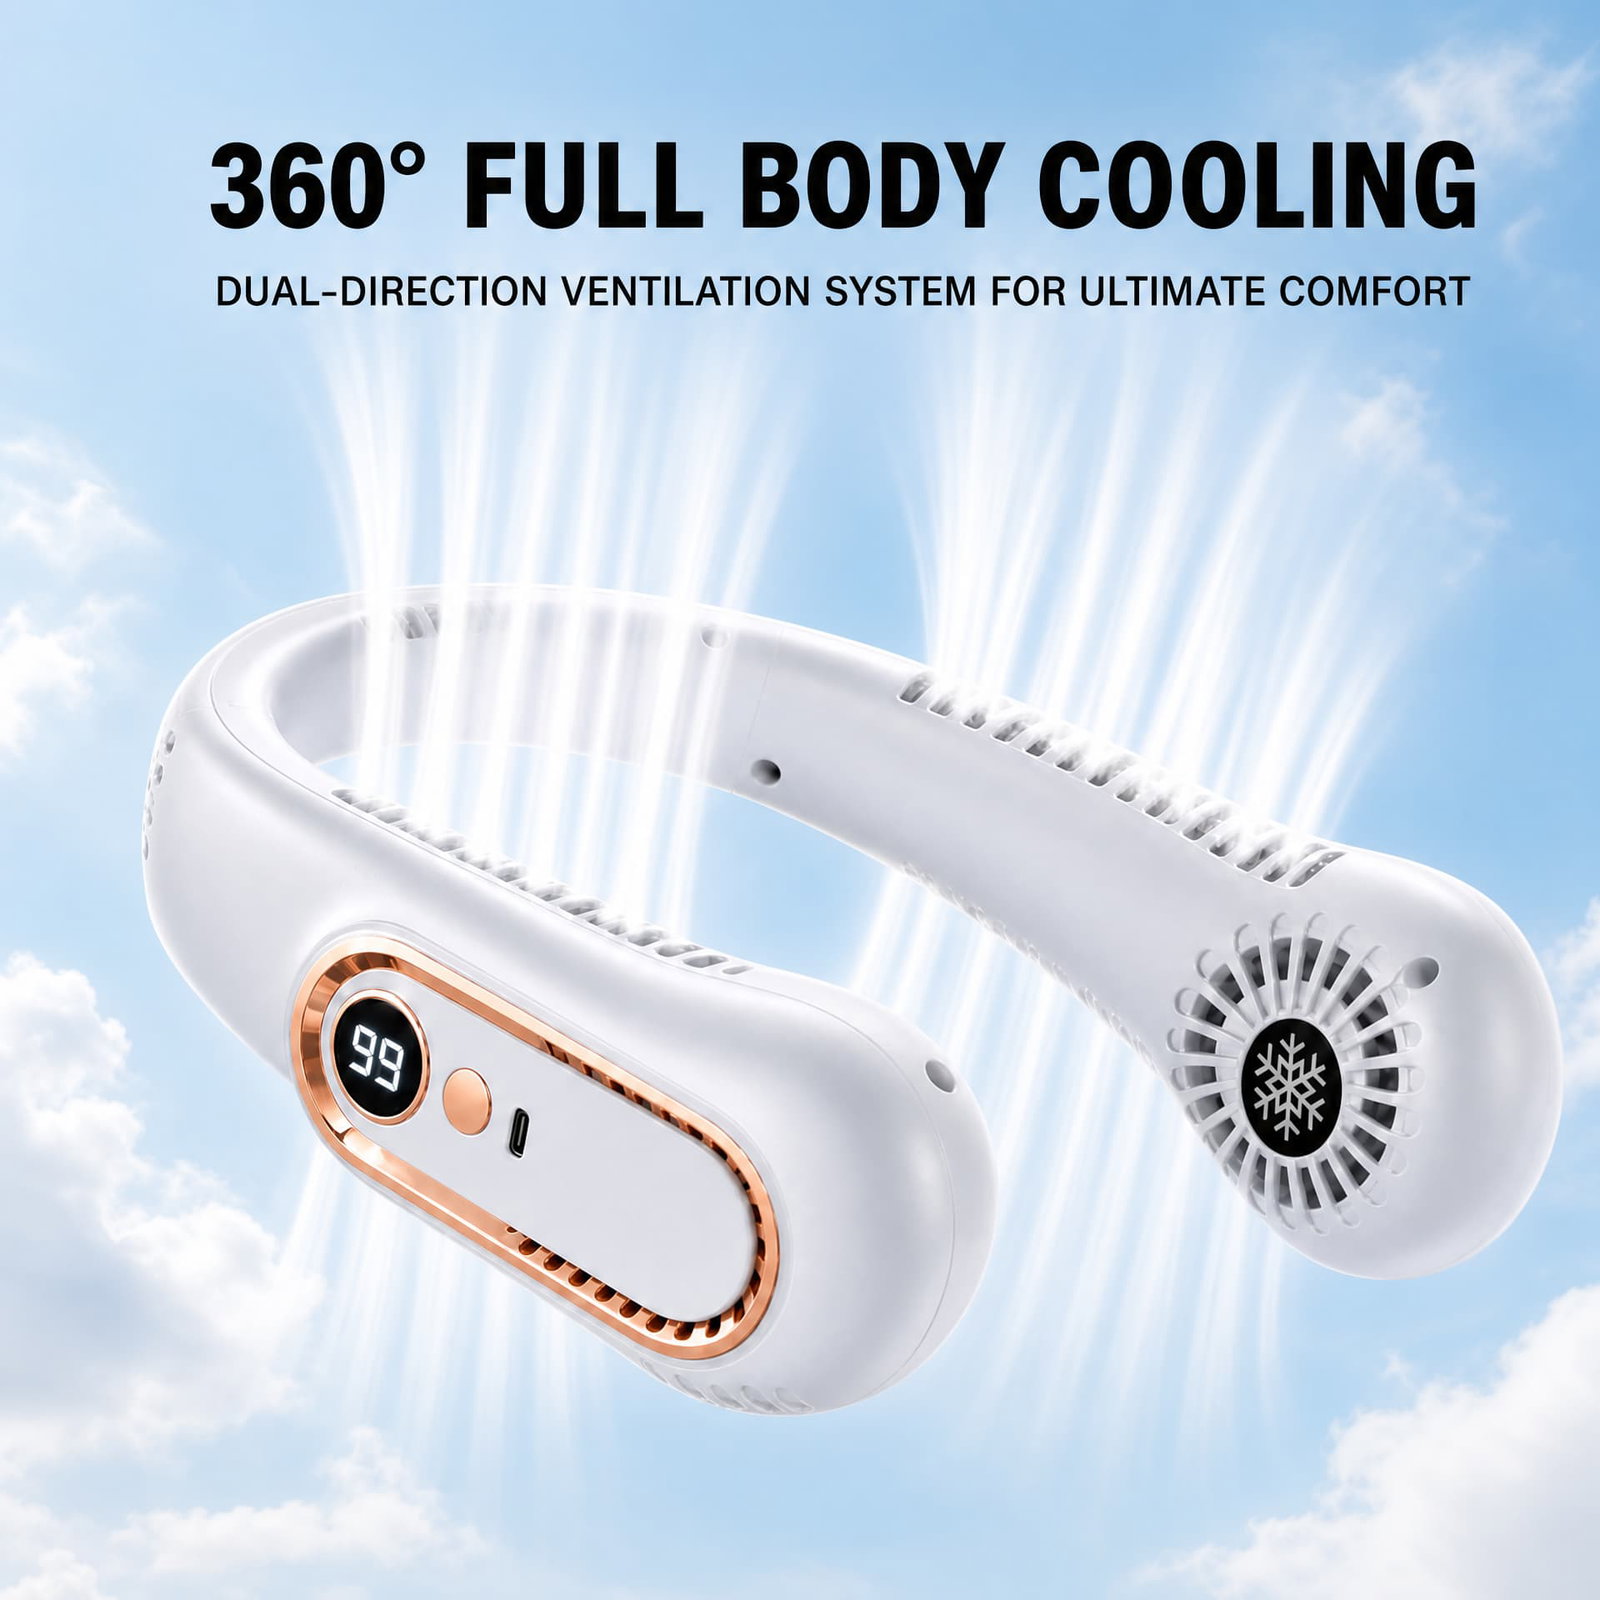 360° FULL BODY COOLING
DUAL-DIRECTION VENTILATION SYSTEM FOR ULTIMATE COMFORT
99